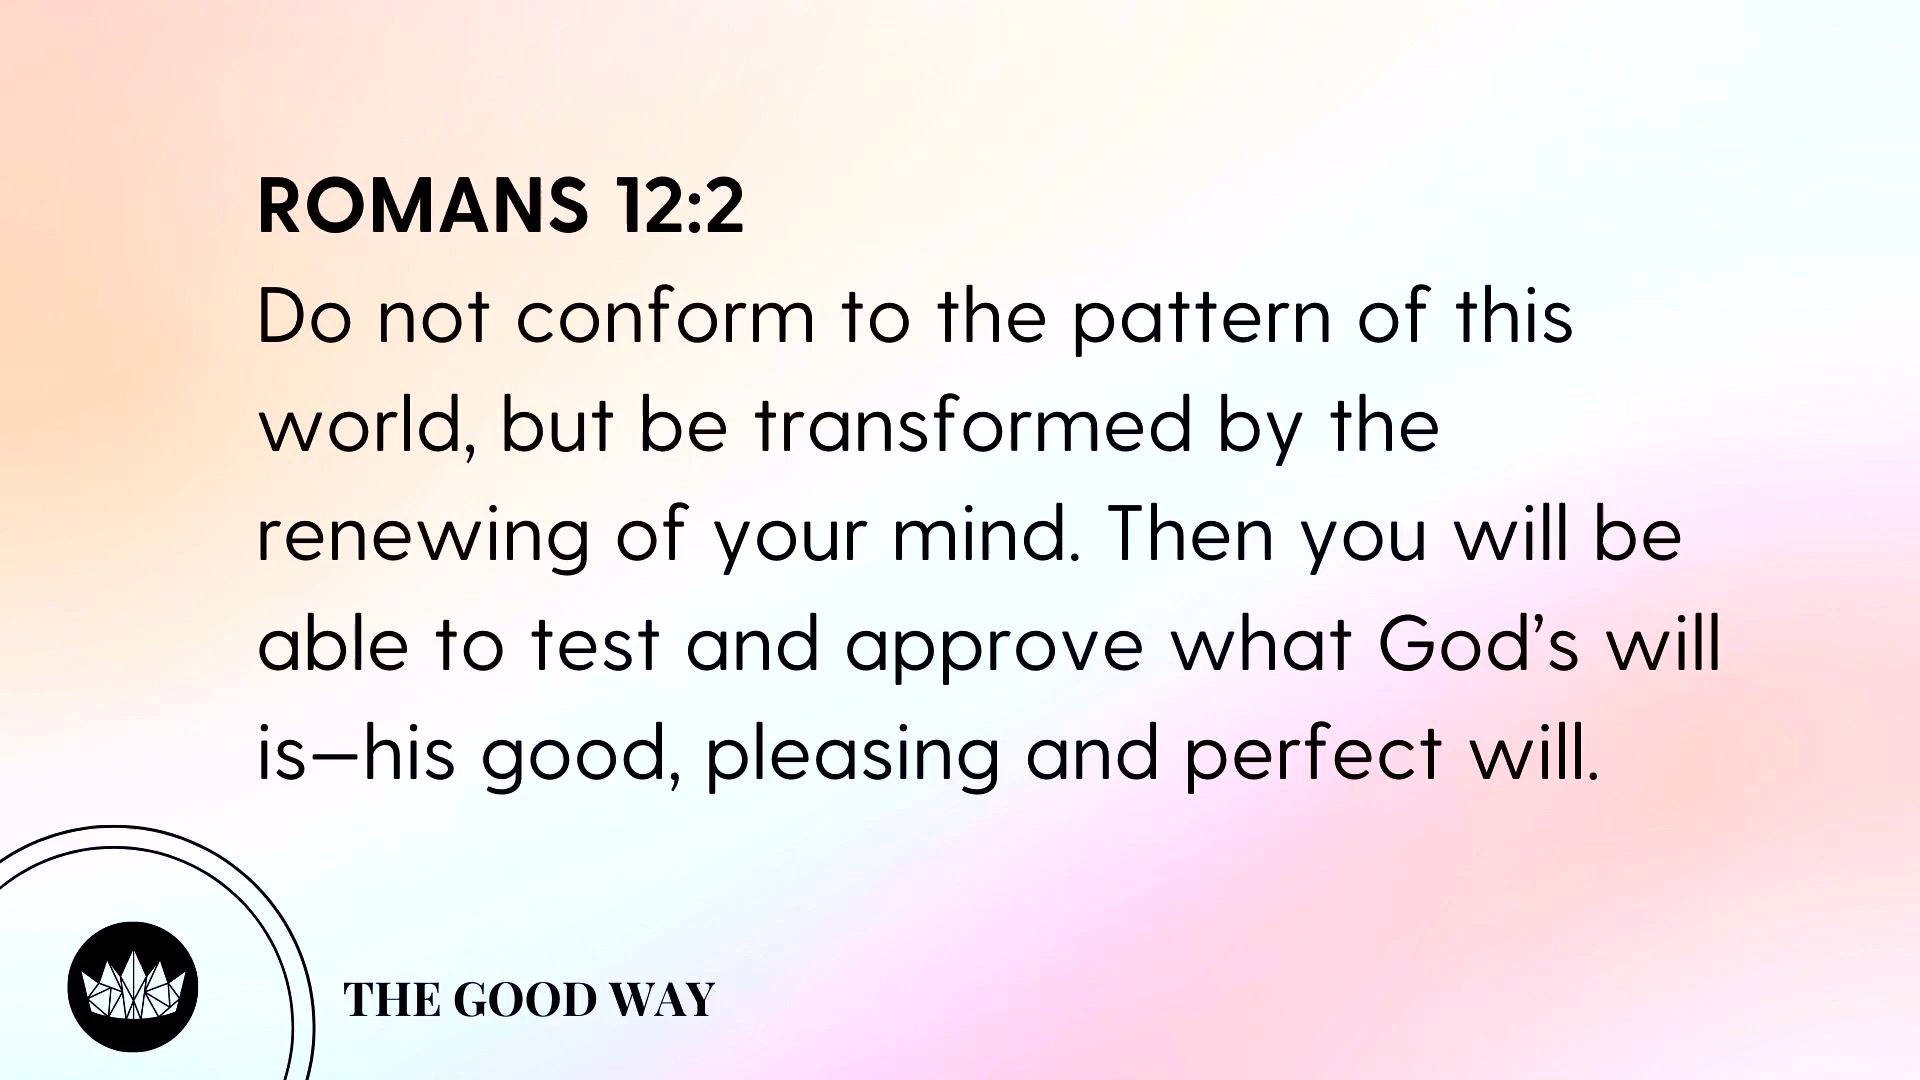 ROMANS 12:2
Do not conform to the pattern of this
world, but be transformed by the
renewing of your mind. Then you will be
able to test and approve what God’s will
is—his good, pleasing and perfect will.
THE GOOD WAY